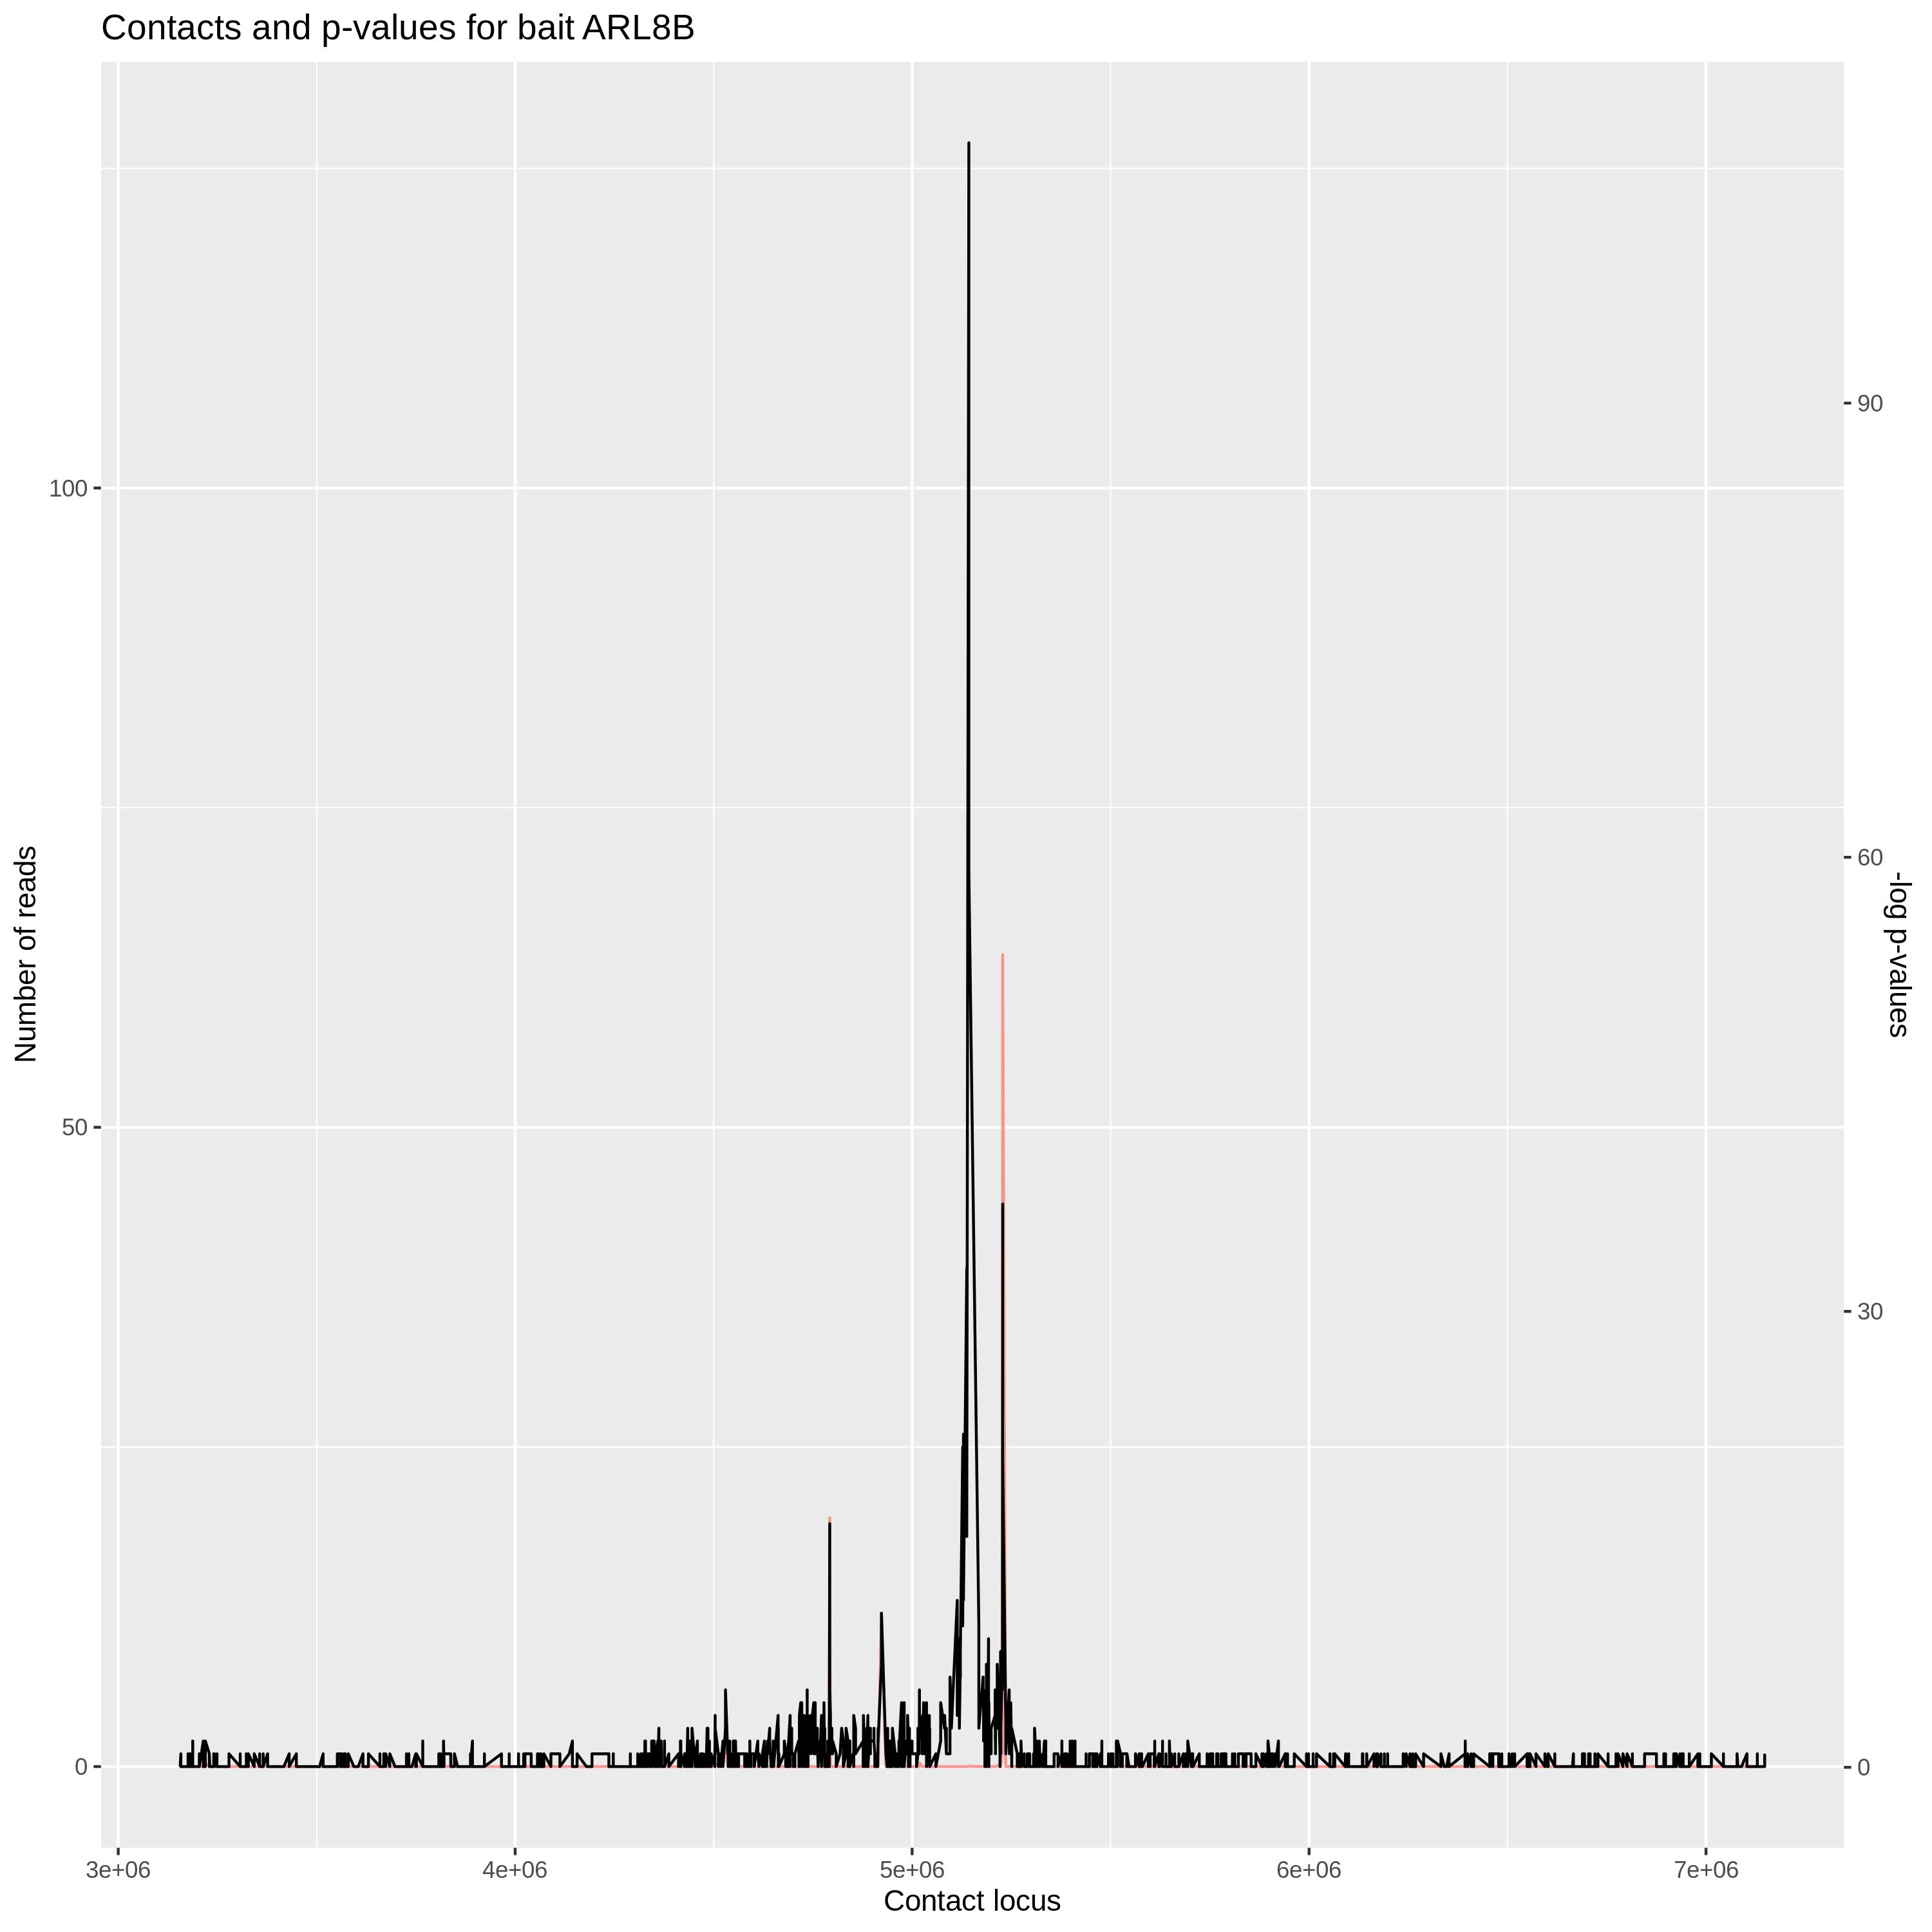 Contacts and p-values for bait ARL8B
Number of reads
100
50
0
90
60
30
0
-log p-values
3e+06 4e+06 5e+06 6e+06 7e+06
Contact locus